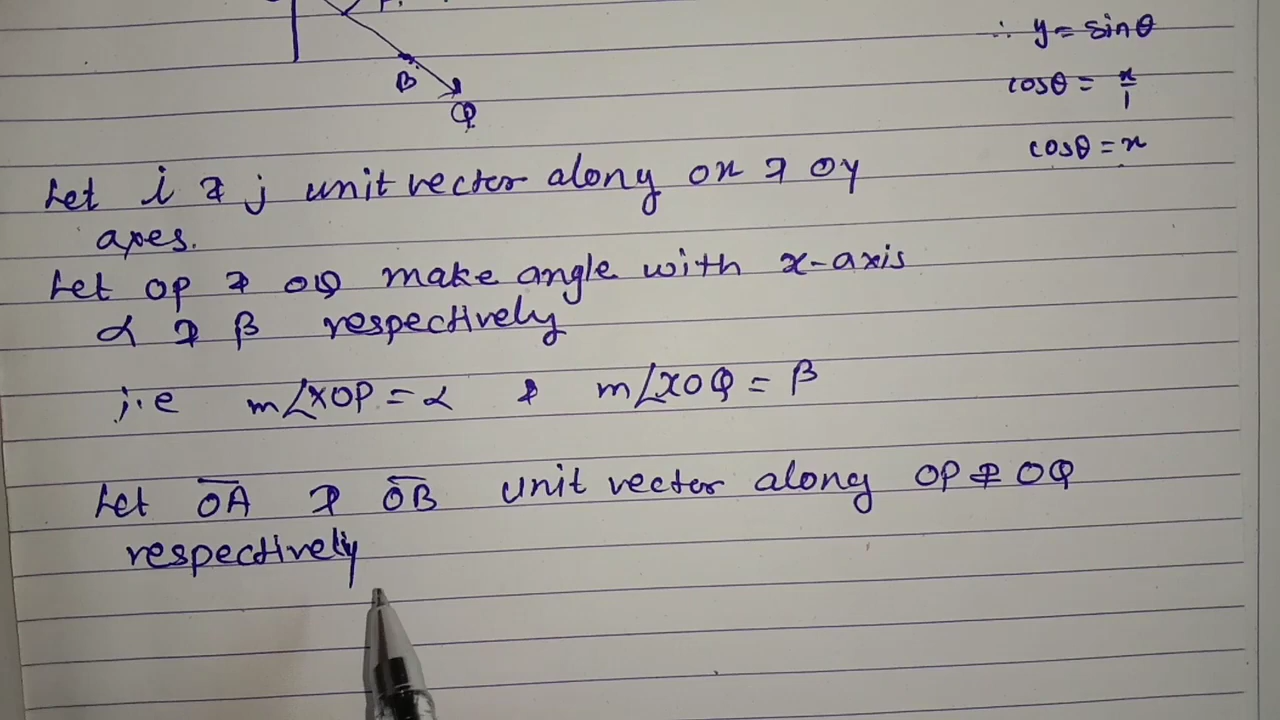 ∴ y = sinθ
B
Q
cosθ = x/1
cosθ = x
Let i & j unit vector along ox & oy
axes.
Let OP & OQ make angle with x-axis
α & β respectively
i.e m∠XOP = α & m∠XOQ = β
Let OA & OB unit vector along OP & OQ
respectively